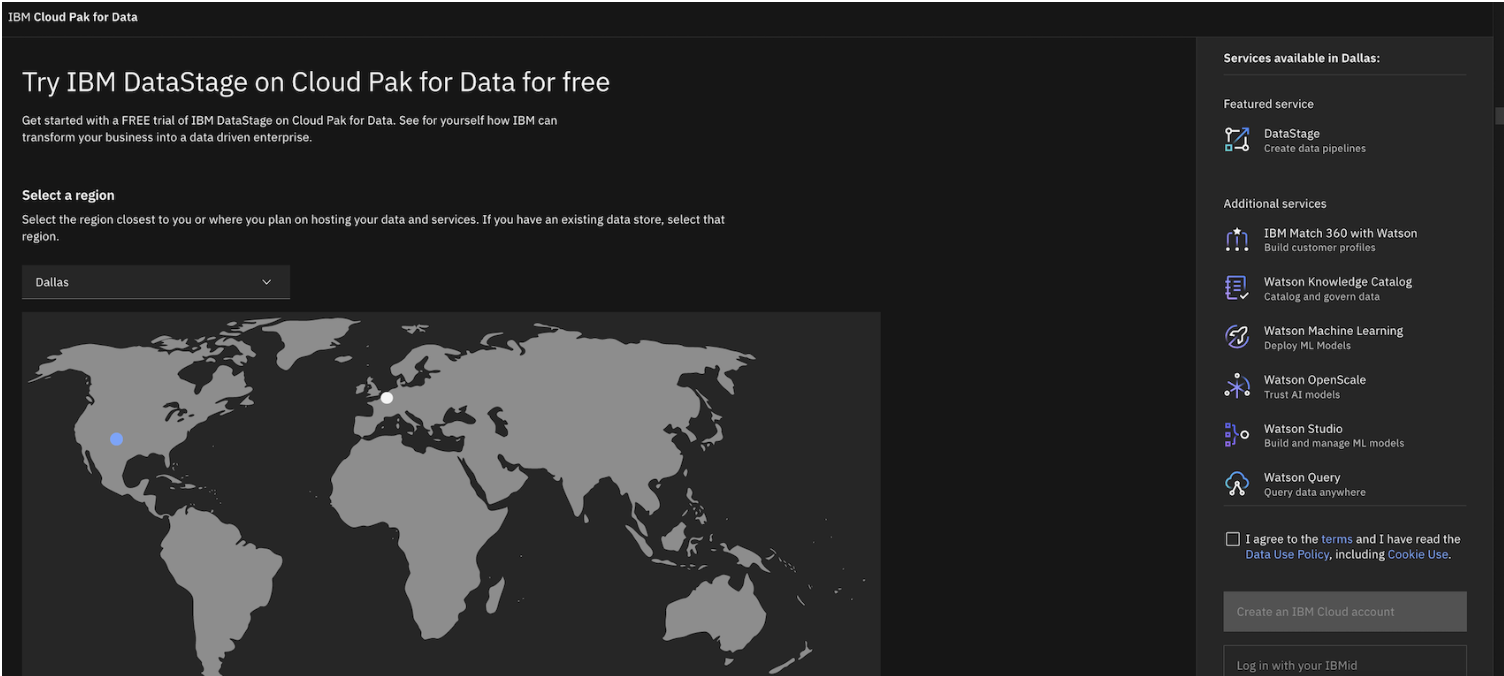 IBM Cloud Pak for Data
Try IBM DataStage on Cloud Pak for Data for free
Get started with a FREE trial of IBM DataStage on Cloud Pak for Data. See for yourself how IBM can
transform your business into a data driven enterprise.
Select a region
Select the region closest to you or where you plan on hosting your data and services. If you have an existing data store, select that
region.
Dallas
Services available in Dallas:
Featured service
DataStage
Create data pipelines
Additional services
IBM Match 360 with Watson
Build customer profiles
Watson Knowledge Catalog
Catalog and govern data
Watson Machine Learning
Deploy ML Models
Watson OpenScale
Trust AI models
Watson Studio
Build and manage ML models
Watson Query
Query data anywhere
I agree to the terms and I have read the
Data Use Policy, including Cookie Use.
Create an IBM Cloud account
Log in with your IBMid